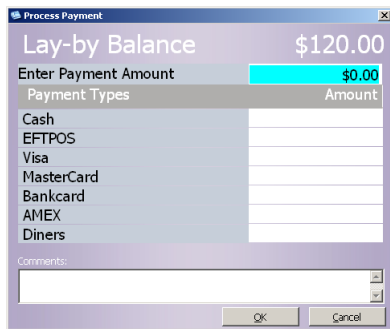 Process Payment
Lay-by Balance $120.00
Enter Payment Amount $0.00
Payment Types Amount
Cash
EFTPOS
Visa
MasterCard
Bankcard
AMEX
Diners
Comments:
OK Cancel